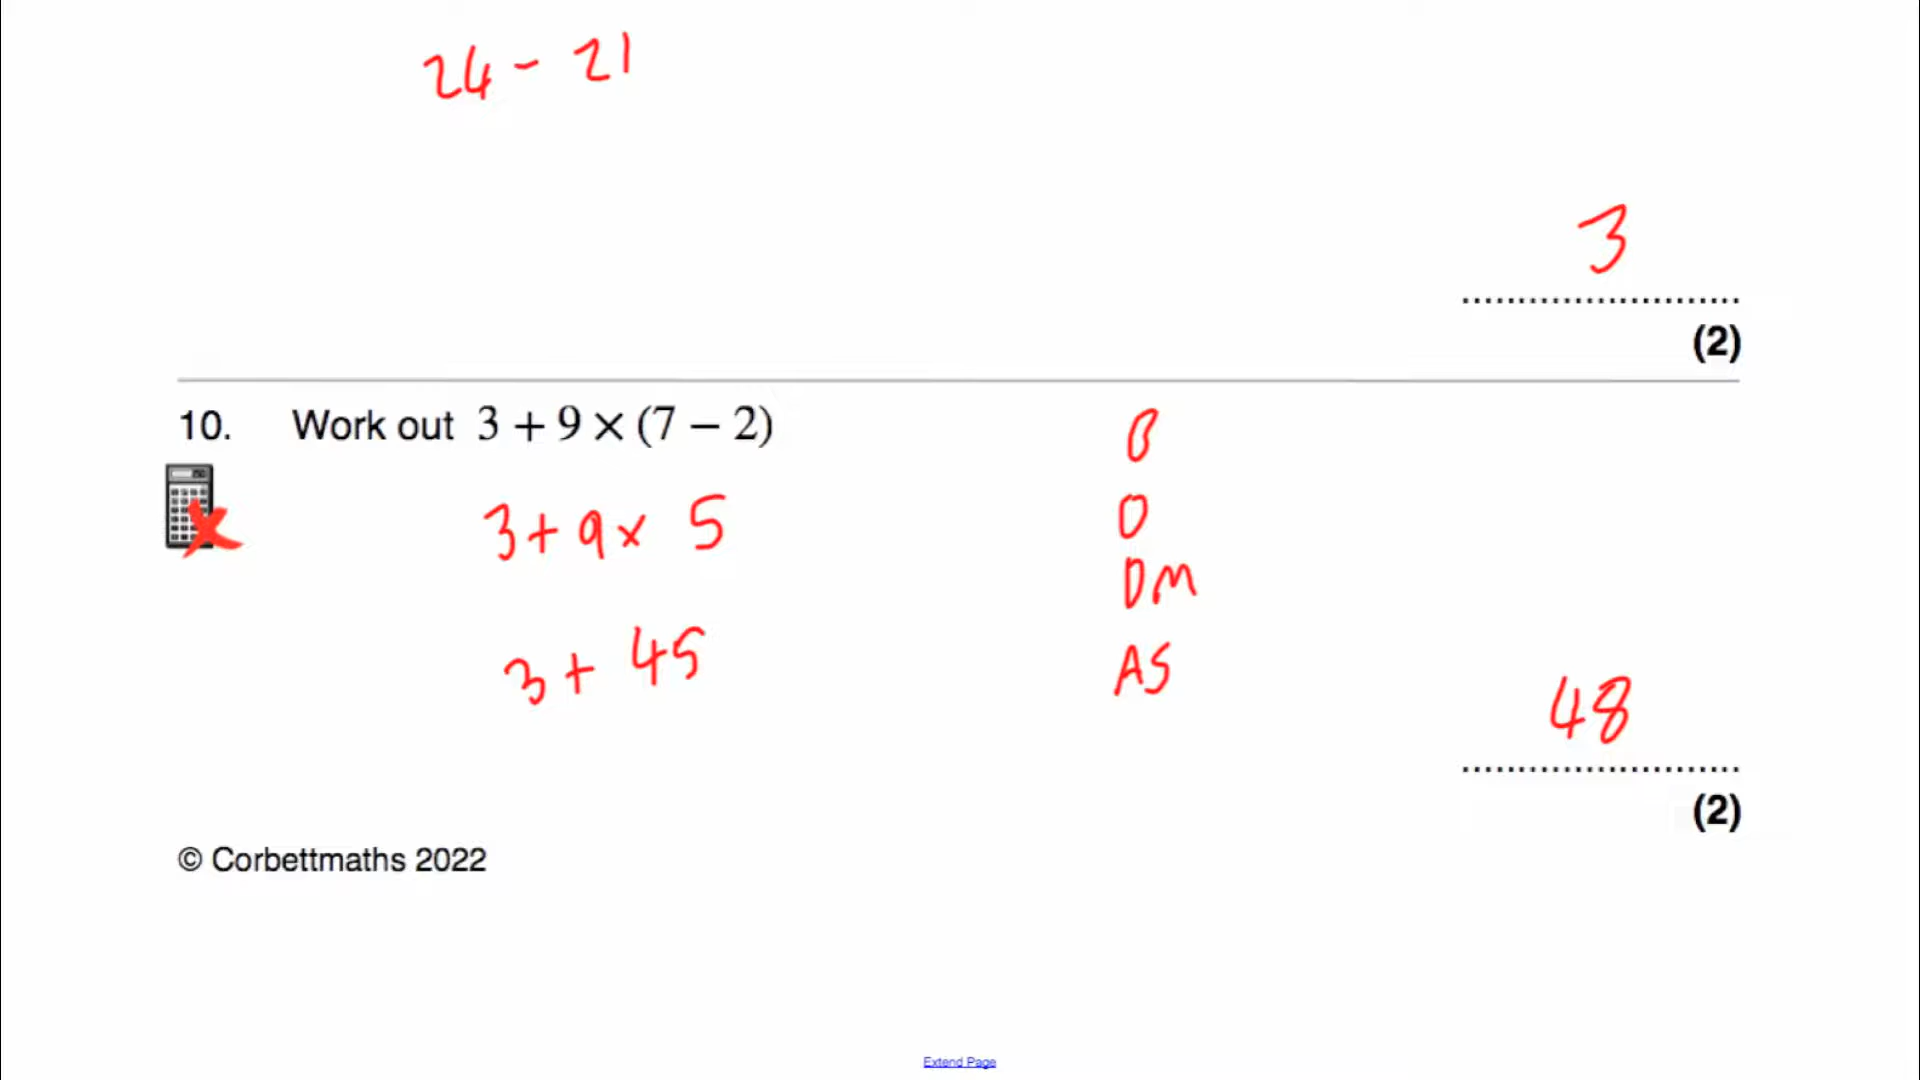 24 - 21
3
(2)
10. Work out 3 + 9 × (7 − 2)
B
3 + 9 × 5
O
DM
3 + 45
AS
48
(2)
© Corbettmaths 2022
Extend Page